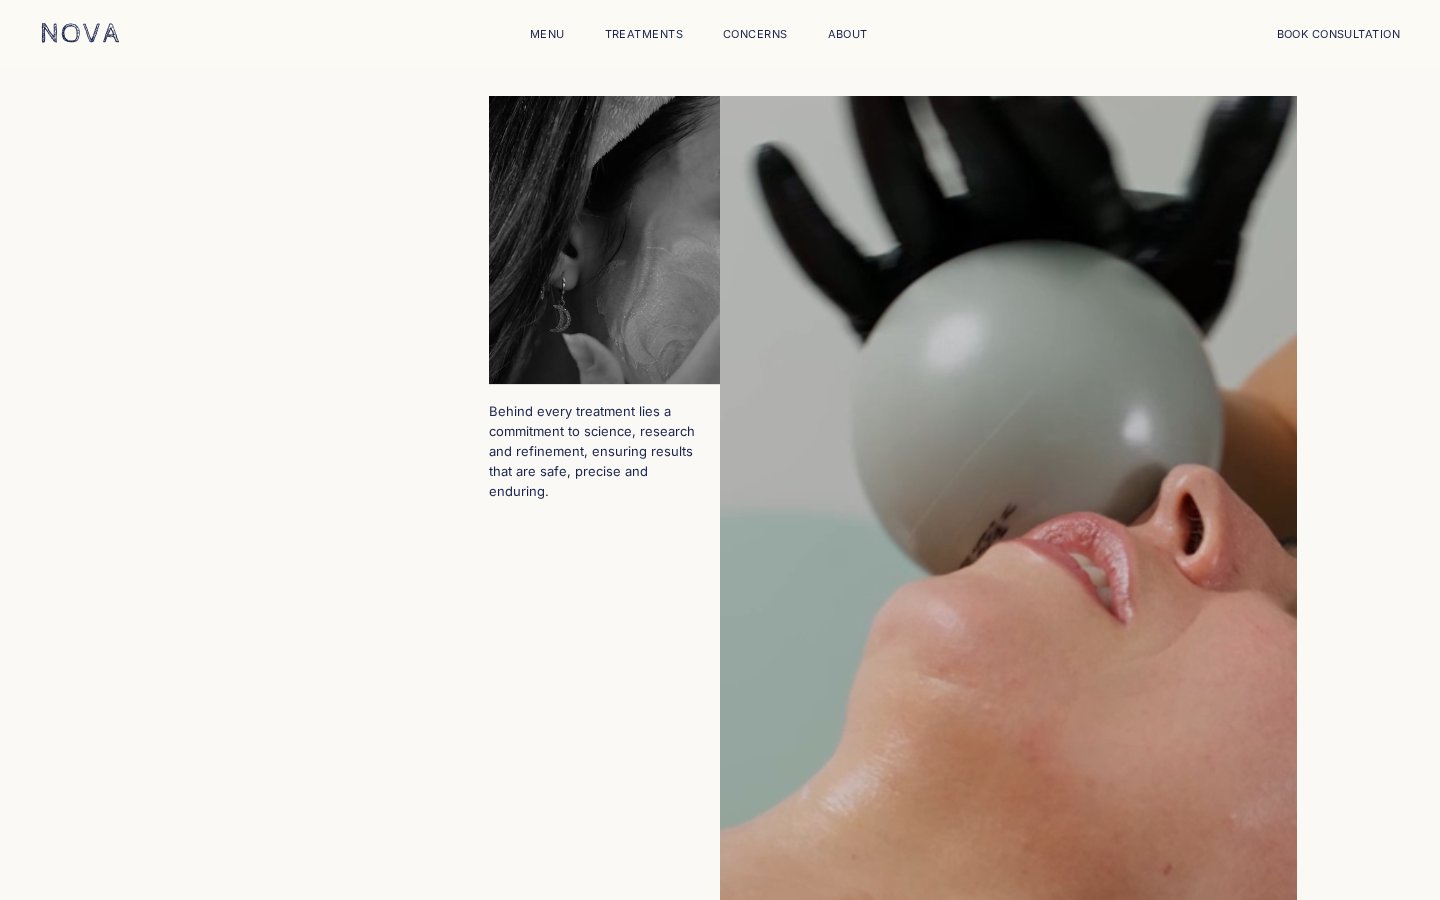 NOVA
MENU
TREATMENTS
CONCERNS
ABOUT
BOOK CONSULTATION
Behind every treatment lies a
commitment to science, research
and refinement, ensuring results
that are safe, precise and
enduring.